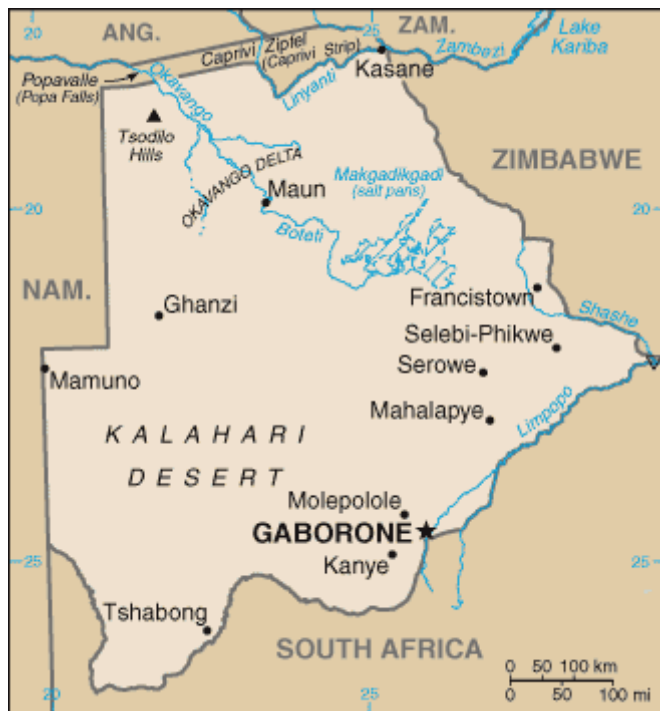 20
ANG.
Caprivi Zipfel
(Caprivi Strip)
ZAM.
25
Zambezi
Lake
Kariba
Popavalle
(Popa Falls)
Okavango
Linyanti
Kasane
Tsodilo
Hills
OKAVANGO DELTA
Maun
Makgadikgadi
(salt pans)
ZIMBABWE
20
20
Boteti
NAM.
Ghanzi
Francistown
Shashe
Selebi-Phikwe
Serowe
Mamuno
Mahalapye
Limpopo
KALAHARI
DESERT
Molepolole
GABORONE
Kanye
25
25
Tshabong
SOUTH AFRICA
0 50 100 km
0 50 100 mi
20
25